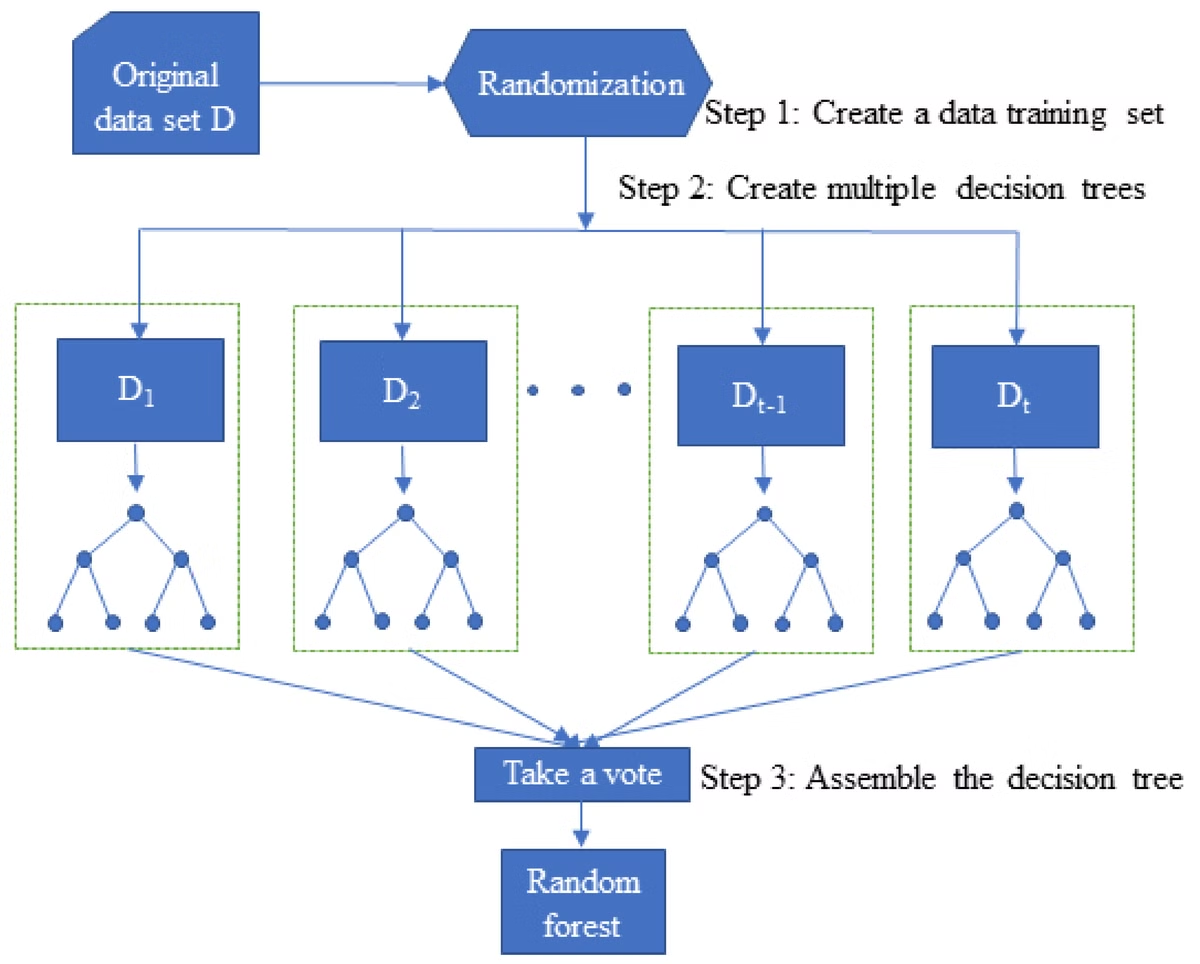 Original
data set D
Randomization
Step 1: Create a data training set
Step 2: Create multiple decision trees
D1
D2
Dt-1
Dt
Take a vote
Step 3: Assemble the decision tree
Random
forest